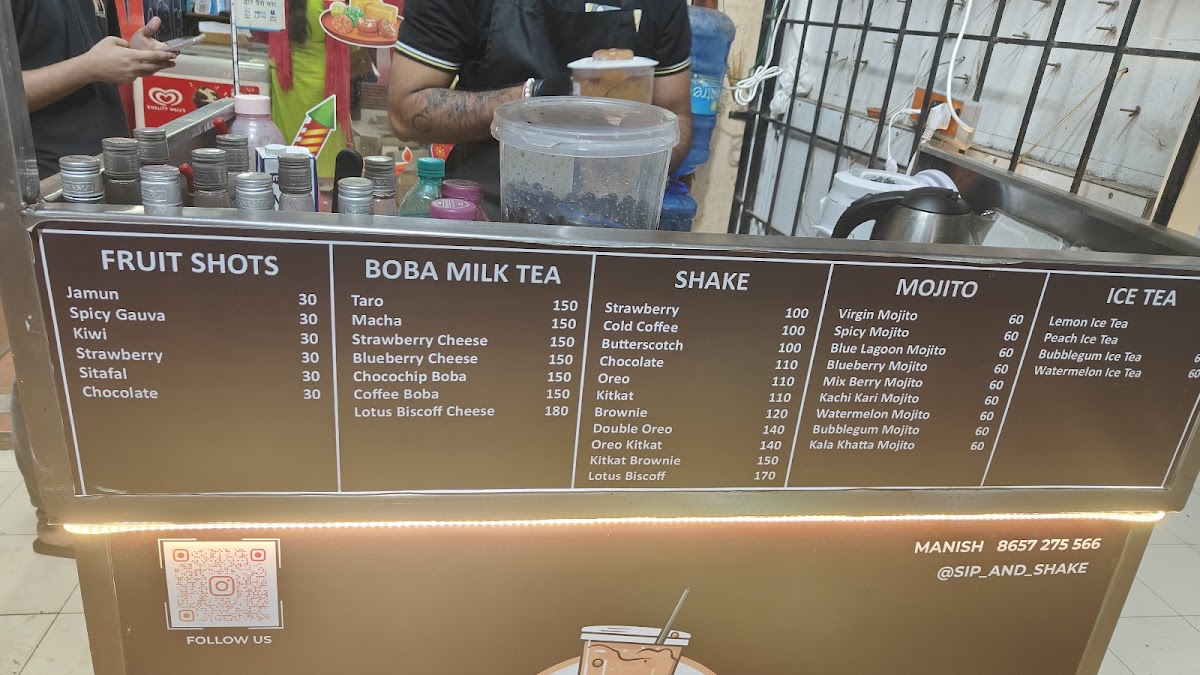 KWALITY WALL'S
FRUIT SHOTS
Jamun 30
Spicy Gauva 30
Kiwi 30
Strawberry 30
Sitafal 30
Chocolate 30
BOBA MILK TEA
Taro 150
Macha 150
Strawberry Cheese 150
Blueberry Cheese 150
Chocochip Boba 150
Coffee Boba 150
Lotus Biscoff Cheese 180
SHAKE
Strawberry 100
Cold Coffee 100
Butterscotch 100
Chocolate 110
Oreo 110
Kitkat 110
Brownie 120
Double Oreo 140
Oreo Kitkat 140
Kitkat Brownie 150
Lotus Biscoff 170
MOJITO
Virgin Mojito 60
Spicy Mojito 60
Blue Lagoon Mojito 60
Blueberry Mojito 60
Mix Berry Mojito 60
Kachi Kari Mojito 60
Watermelon Mojito 60
Bubblegum Mojito 60
Kala Khatta Mojito 60
ICE TEA
Lemon Ice Tea
Peach Ice Tea
Bubblegum Ice Tea
Watermelon Ice Tea 60
FOLLOW US
MANISH 8657 275 566
@SIP_AND_SHAKE